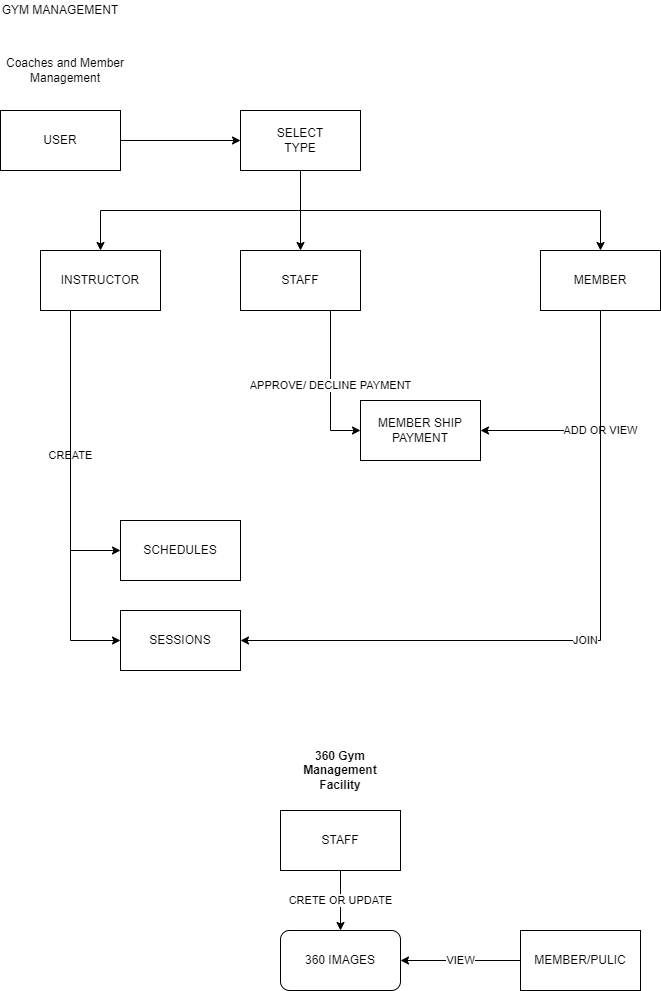 GYM MANAGEMENT
Coaches and Member
Management
USER
SELECT
TYPE
INSTRUCTOR
STAFF
MEMBER
APPROVE/ DECLINE PAYMENT
MEMBER SHIP
PAYMENT
ADD OR VIEW
CREATE
SCHEDULES
SESSIONS
JOIN
360 Gym
Management
Facility
STAFF
CRETE OR UPDATE
360 IMAGES
VIEW
MEMBER/PULIC